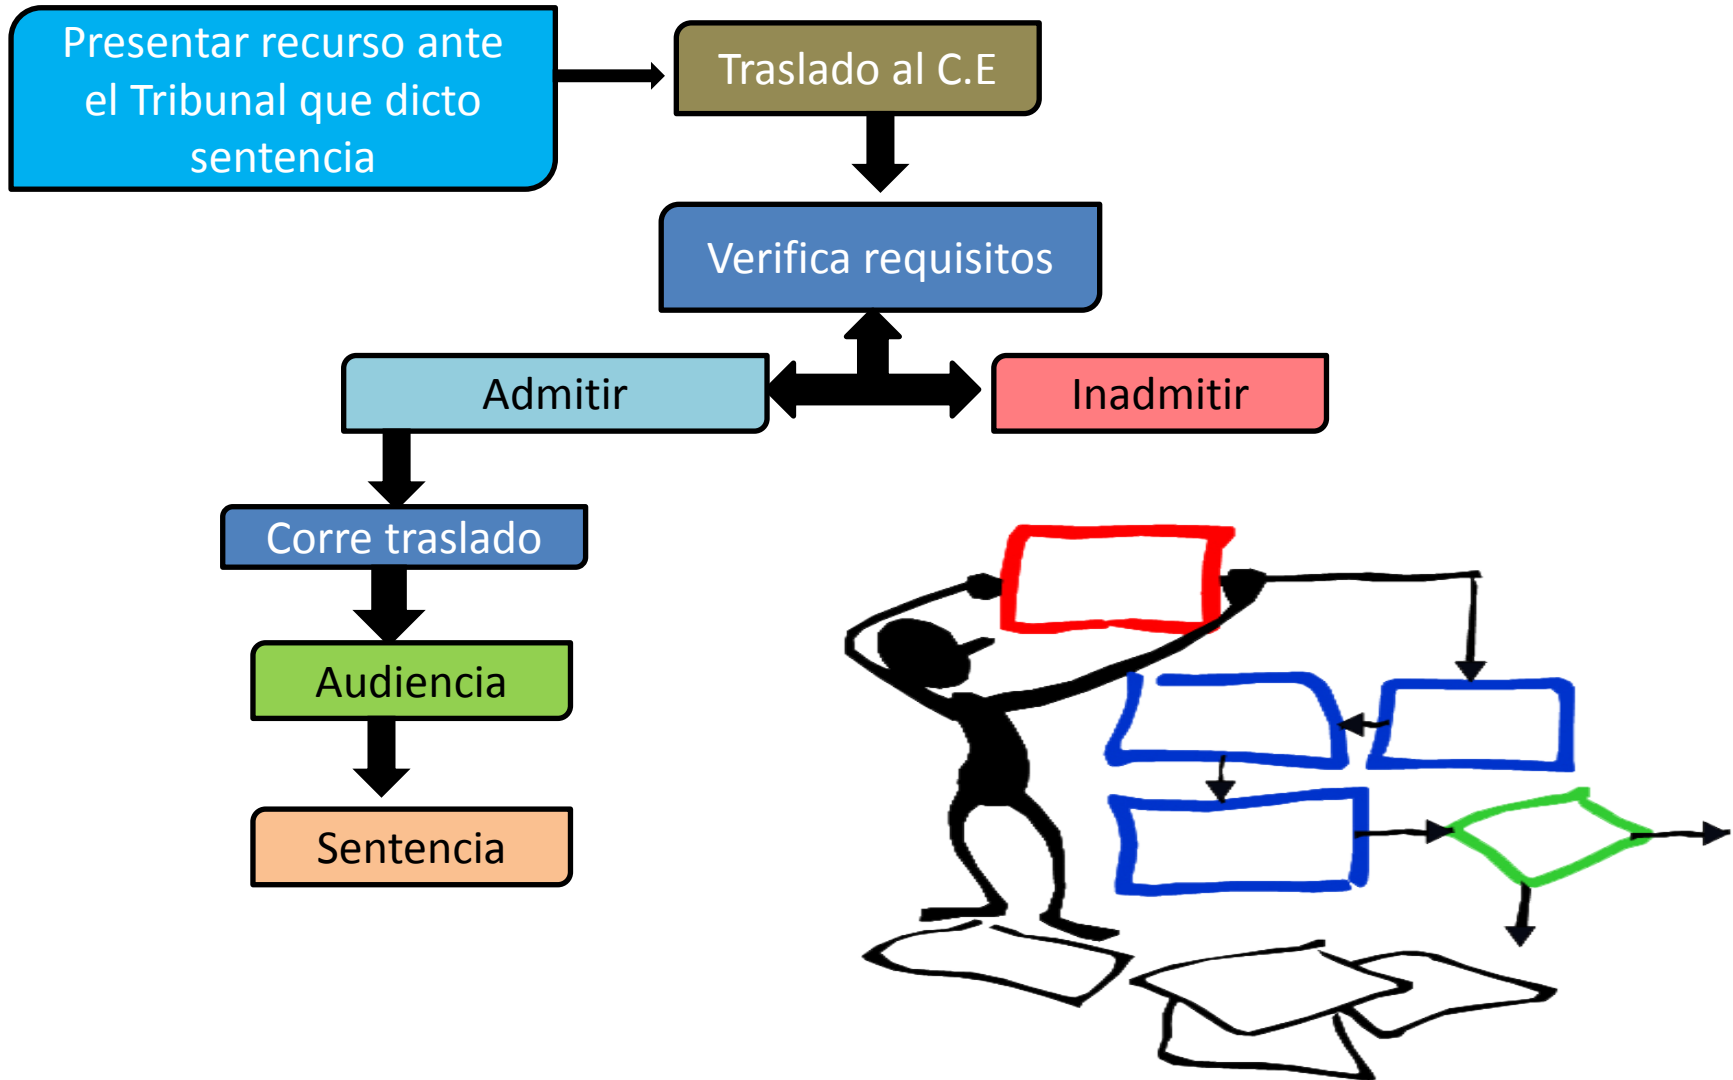 Presentar recurso ante
el Tribunal que dicto
sentencia
Traslado al C.E
Verifica requisitos
Admitir
Inadmitir
Corre traslado
Audiencia
Sentencia